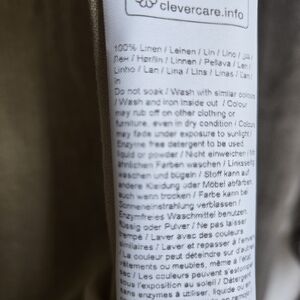 clevercare.info
100% Linen / Leinen / Lin / Lino /
Лен / Hørlin / Linnen / Pellava / Len /
Linho / Lan / Lina / Lins / Linas / Lan /
in
Do not soak / Wash with similar colours
/ Wash and iron inside out / Colour
may rub off on other clothing or
furniture, even in dry condition / Colours
may fade under exposure to sunlight /
Enzyme free detergent to be used,
liquid or powder / Nicht einweichen / Mit
ähnlichen Farben waschen / Linksseitig
waschen und bügeln / Stoff kann auf
andere Kleidung oder Möbel abfärben,
auch wenn trocken / Farbe kann bei
Sonneneinstrahlung verblassen /
Enzymfreies Waschmittel benutzen,
flüssig oder Pulver / Ne pas laisser
tremper / Laver avec des couleurs
similaires / Laver et repasser à l'envers
/ La couleur peut déteindre sur d'autres
vêtements ou meubles, même à l'état
sec / Les couleurs peuvent s'estomper
sous l'exposition au soleil / Détergent
sans enzymes à utiliser, liquide ou en